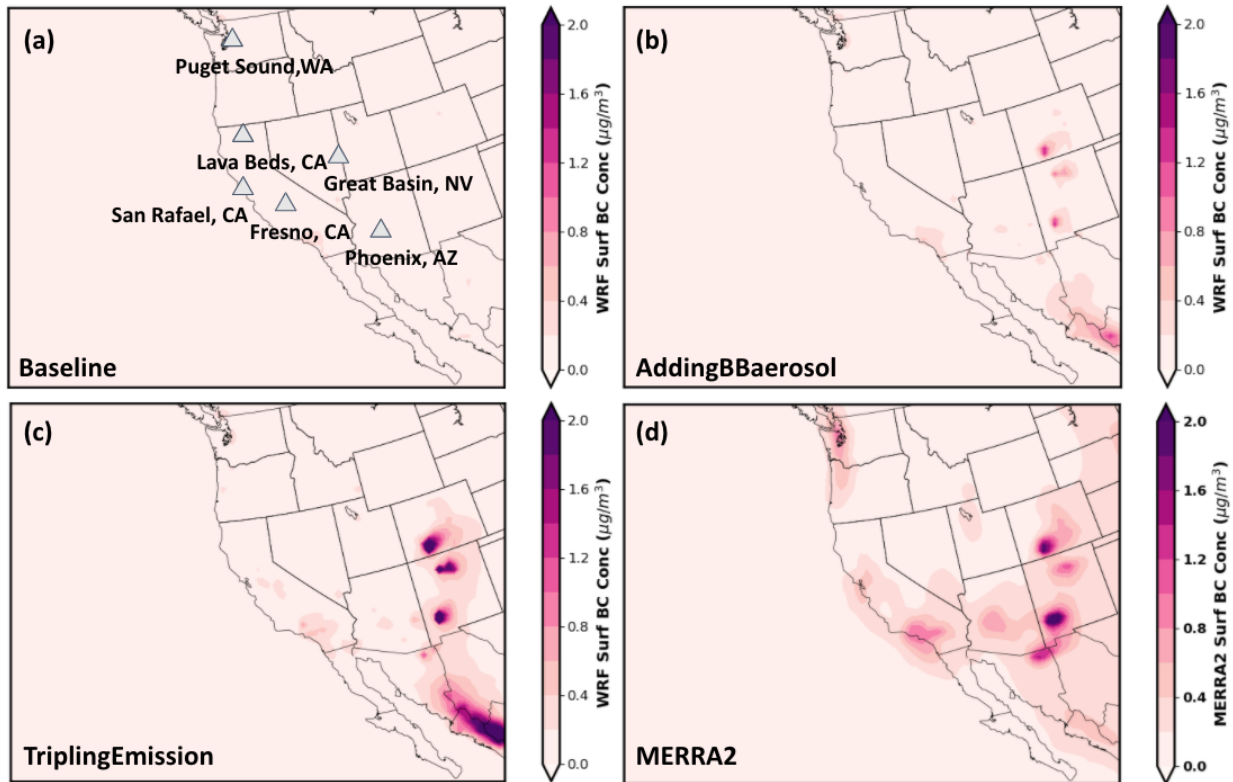 (a)
Puget Sound,WA
Lava Beds, CA
Great Basin, NV
San Rafael, CA
Fresno, CA
Phoenix, AZ
Baseline
2.0
1.6
1.2
0.8
0.4
0.0
WRF Surf BC Conc (μg/m³)
(b)
AddingBBaerosol
2.0
1.6
1.2
0.8
0.4
0.0
WRF Surf BC Conc (μg/m³)
(c)
TriplingEmission
2.0
1.6
1.2
0.8
0.4
0.0
WRF Surf BC Conc (μg/m³)
(d)
MERRA2
2.0
1.6
1.2
0.8
0.4
0.0
MERRA2 Surf BC Conc (μg/m³)